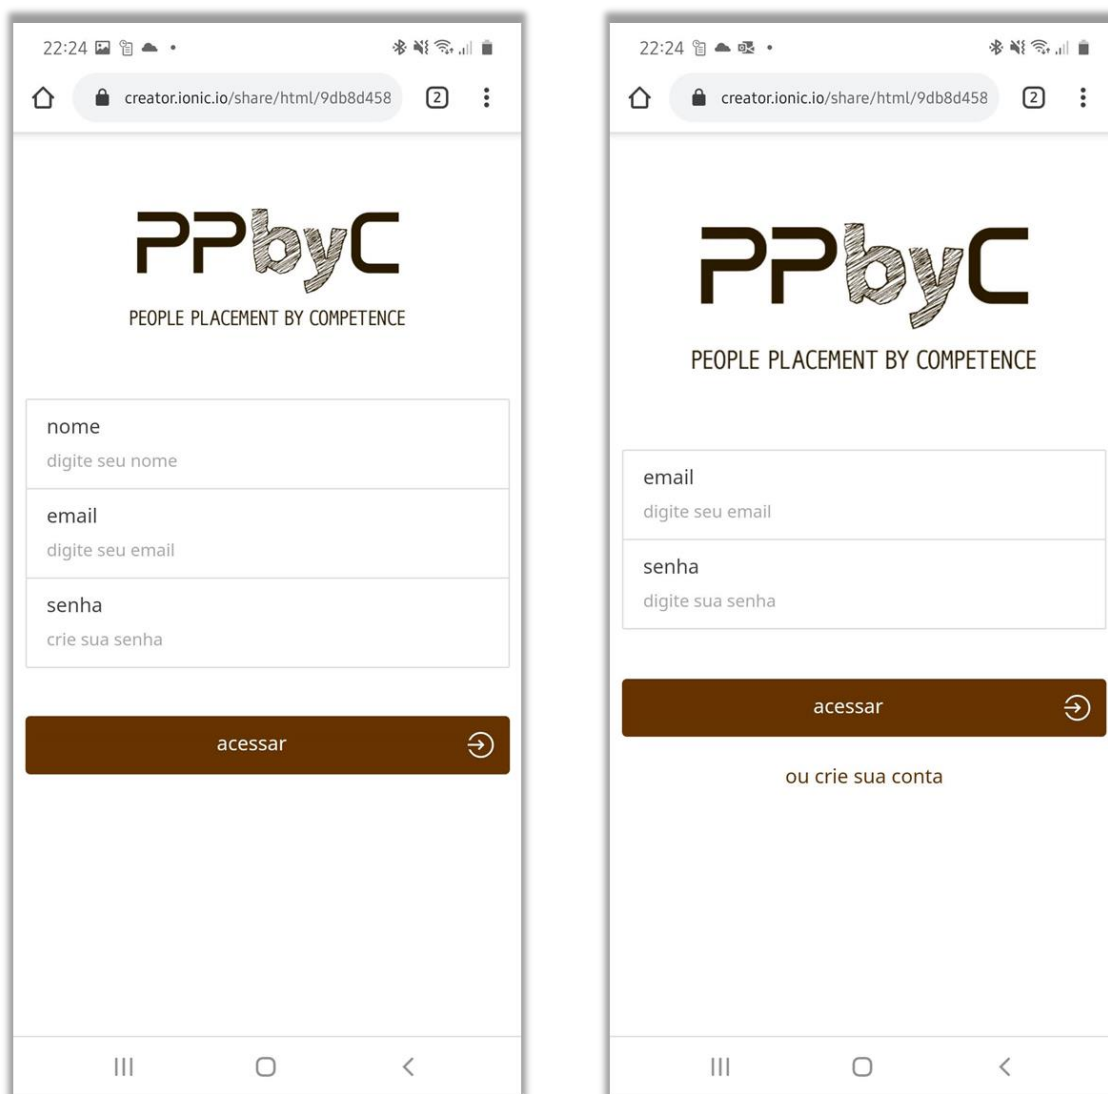 22:24
creator.ionic.io/share/html/9db8d458
2
PPbyC
PEOPLE PLACEMENT BY COMPETENCE
nome
digite seu nome
email
digite seu email
senha
crie sua senha
acessar
22:24
creator.ionic.io/share/html/9db8d458
2
PPbyC
PEOPLE PLACEMENT BY COMPETENCE
email
digite seu email
senha
digite sua senha
acessar
ou crie sua conta